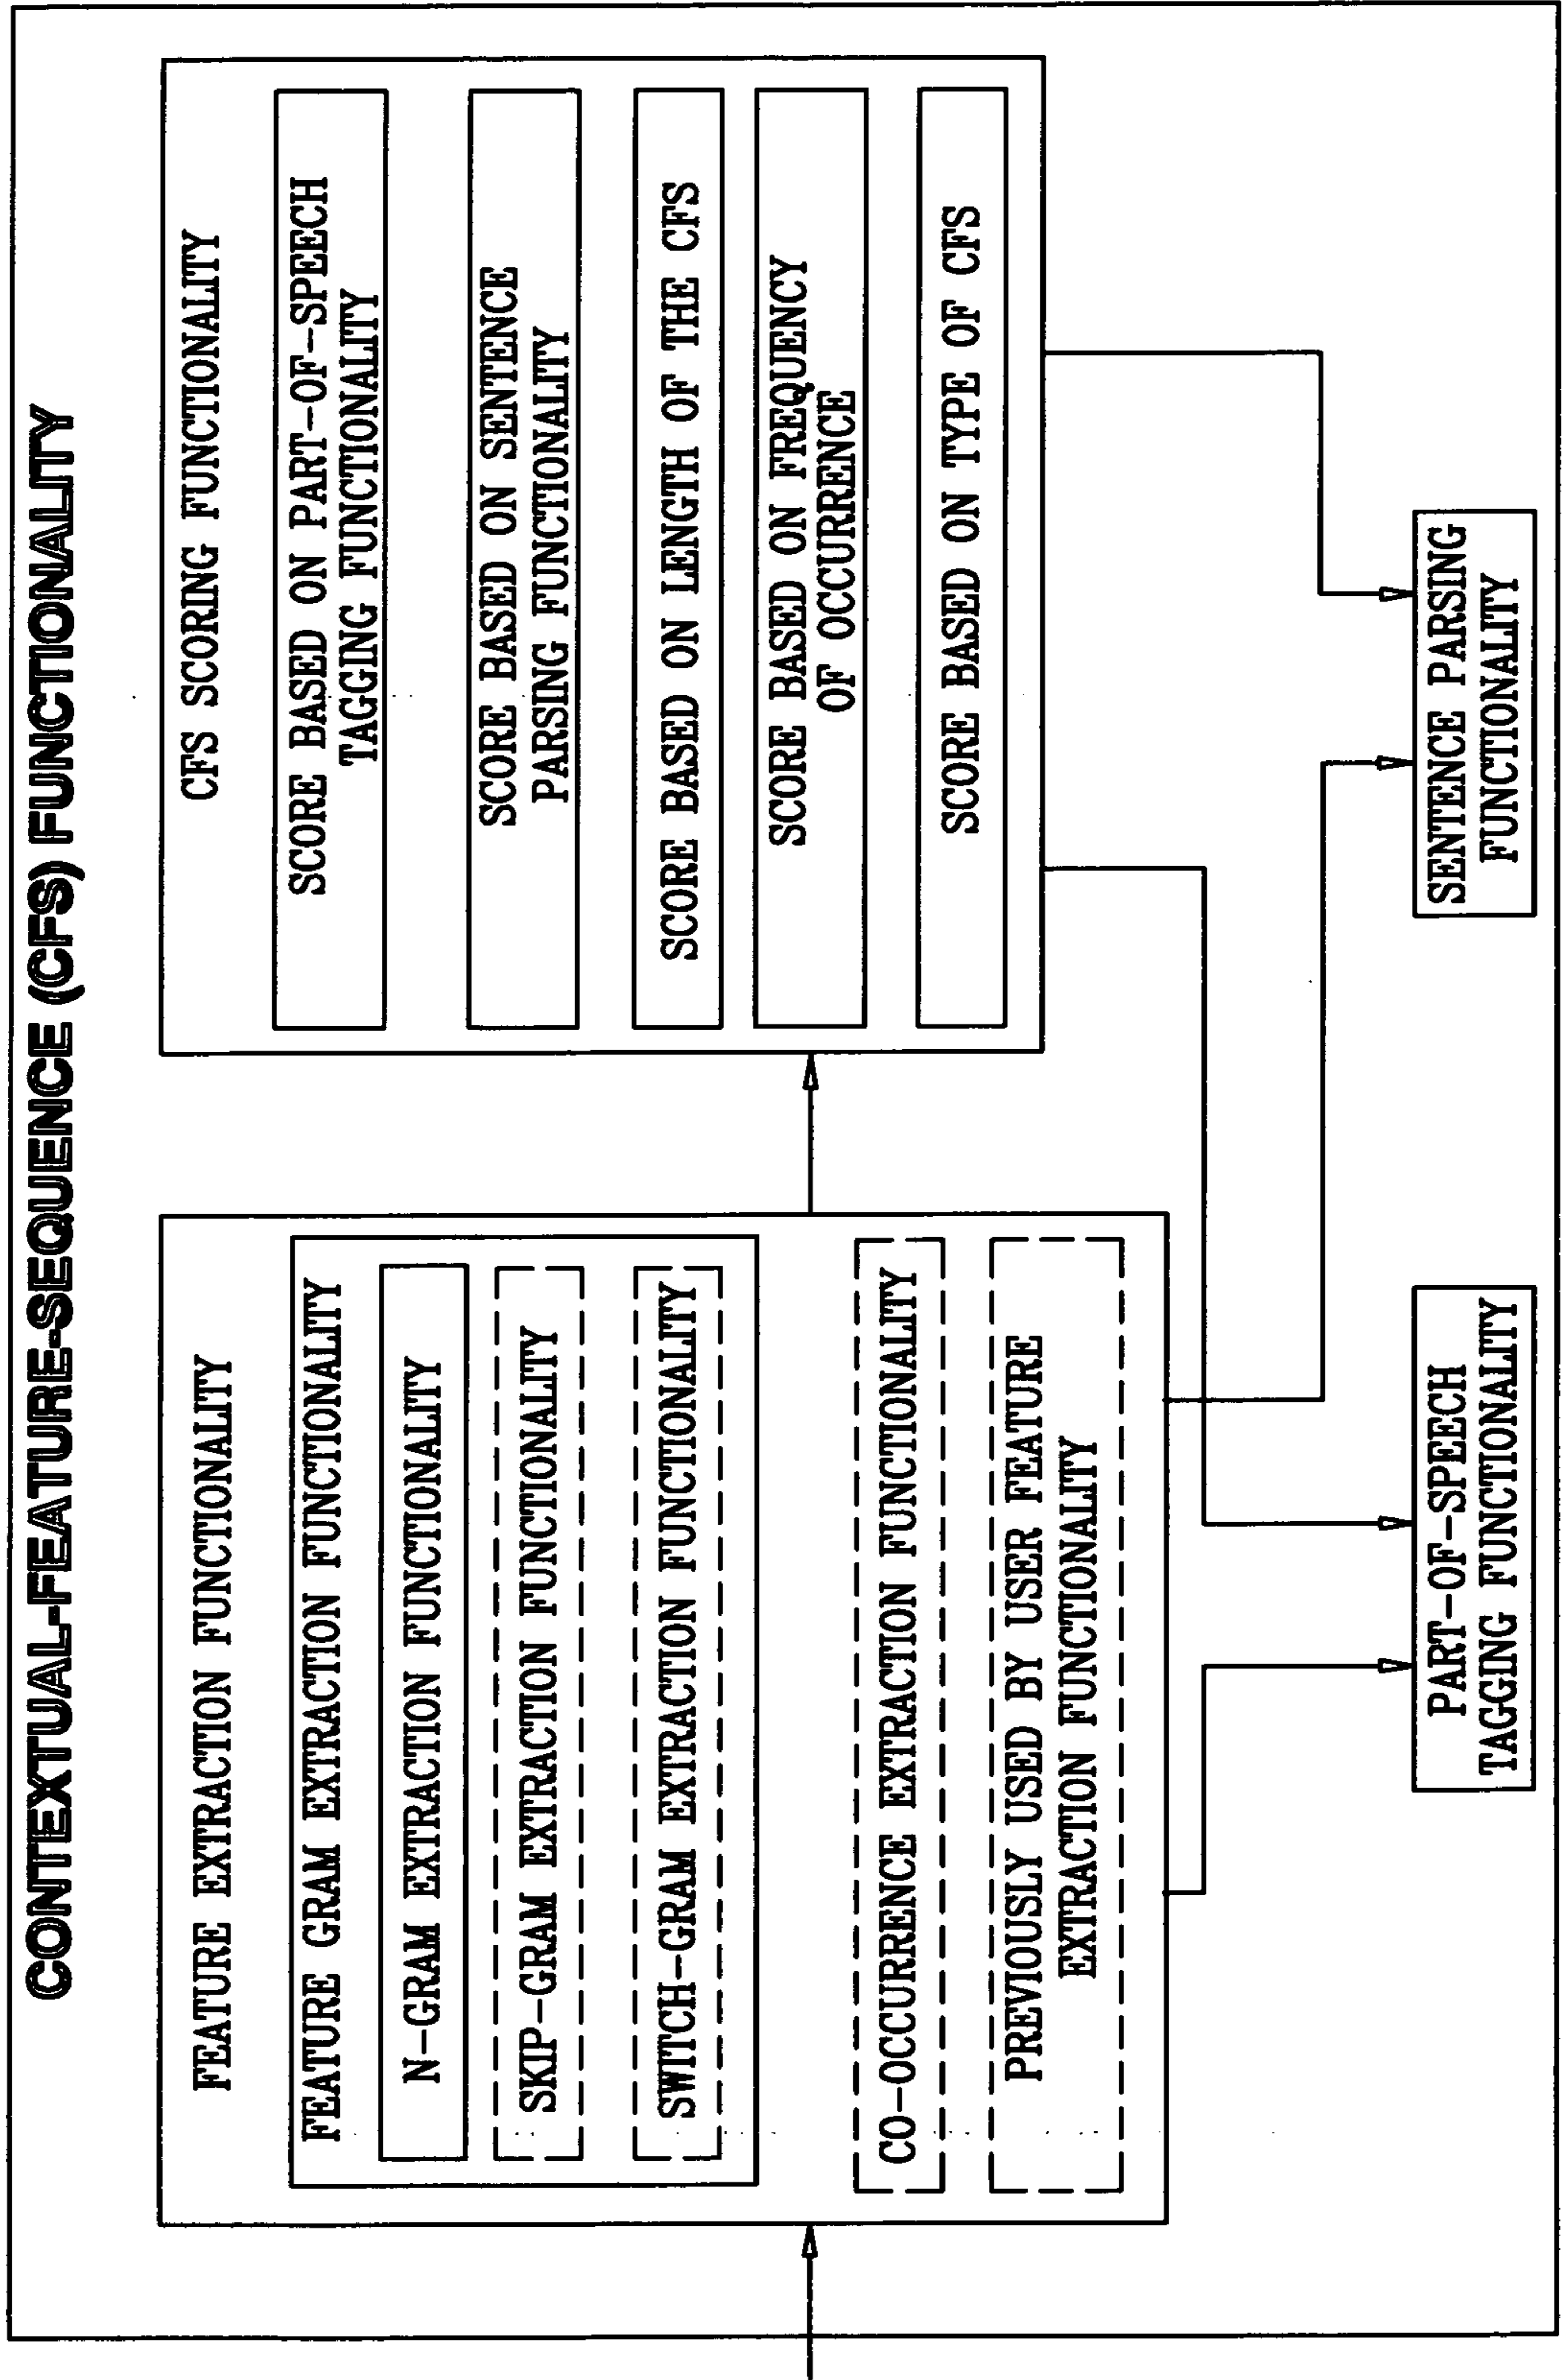 CONTEXTUAL-FEATURE-SEQUENCE (CFS) FUNCTIONALITY
FEATURE EXTRACTION FUNCTIONALITY
FEATURE GRAM EXTRACTION FUNCTIONALITY
N-GRAM EXTRACTION FUNCTIONALITY
SKIP-GRAM EXTRACTION FUNCTIONALITY
SWITCH-GRAM EXTRACTION FUNCTIONALITY
CO-OCCURRENCE EXTRACTION FUNCTIONALITY
PREVIOUSLY USED BY USER FEATURE
EXTRACTION FUNCTIONALITY
CFS SCORING FUNCTIONALITY
SCORE BASED ON PART-OF-SPEECH
TAGGING FUNCTIONALITY
SCORE BASED ON SENTENCE
PARSING FUNCTIONALITY
SCORE BASED ON LENGTH OF THE CFS
SCORE BASED ON FREQUENCY
OF OCCURRENCE
SCORE BASED ON TYPE OF CFS
PART-OF-SPEECH
TAGGING FUNCTIONALITY
SENTENCE PARSING
FUNCTIONALITY